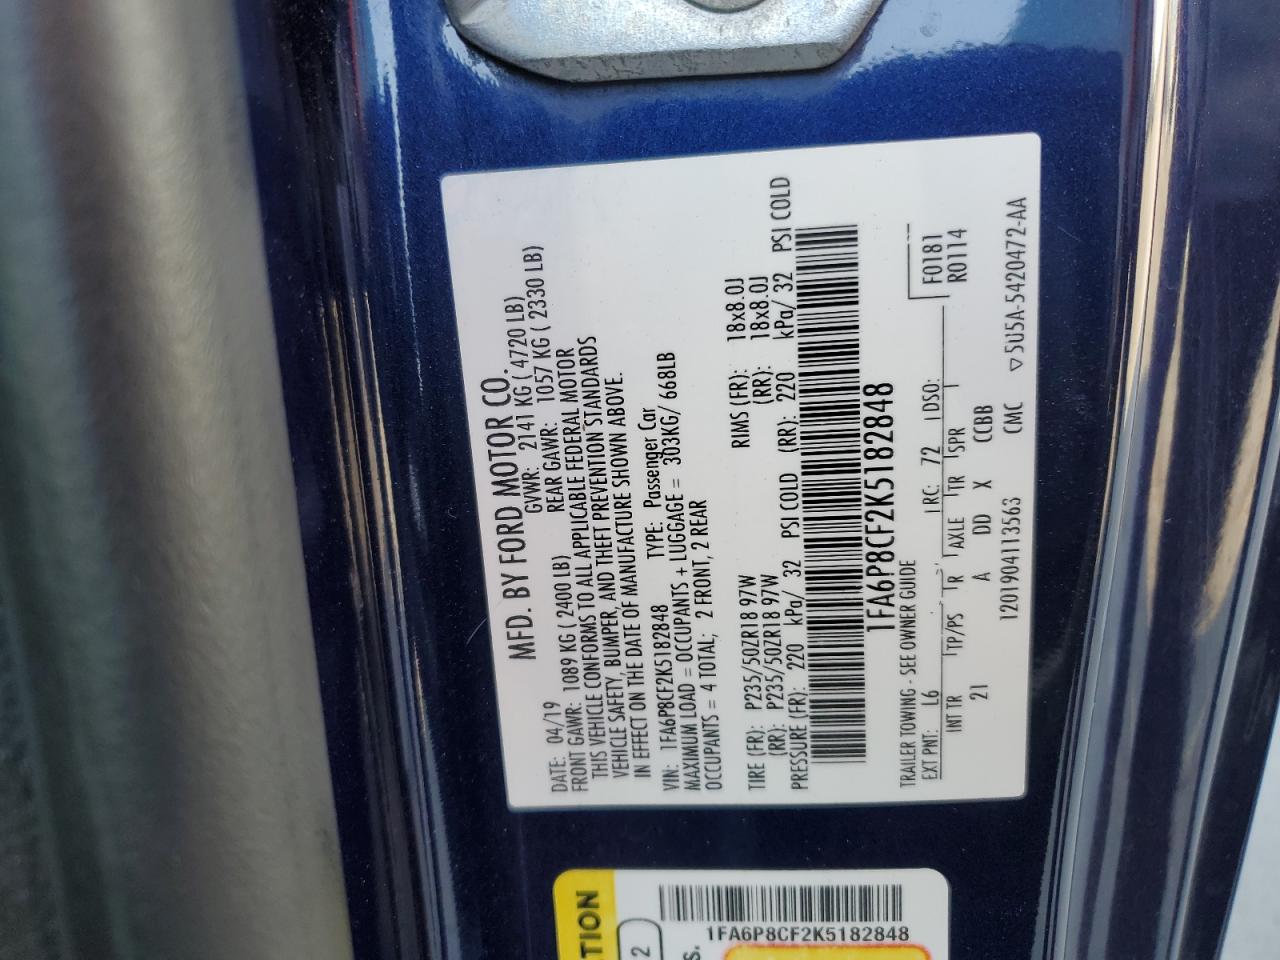 MFD. BY FORD MOTOR CO.
DATE: 04/19 GVWR: 2141 KG ( 4720 LB)
FRONT GAWR: 1089 KG ( 2400 LB) REAR GAWR: 1057 KG ( 2330 LB)
THIS VEHICLE CONFORMS TO ALL APPLICABLE FEDERAL MOTOR
VEHICLE SAFETY, BUMPER, AND THEFT PREVENTION STANDARDS
IN EFFECT ON THE DATE OF MANUFACTURE SHOWN ABOVE.
VIN: 1FA6P8CF2K5182848 TYPE: Passenger Car
MAXIMUM LOAD = OCCUPANTS + LUGGAGE = 303KG/ 668LB
OCCUPANTS = 4 TOTAL; 2 FRONT, 2 REAR
TIRE (FR): P235/50ZR18 97W RIMS (FR): 18x8.0J
(RR): P235/50ZR18 97W (RR): 18x8.0J
PRESSURE (FR): 220 kPa/ 32 PSI COLD (RR): 220 kPa/ 32 PSI COLD
1FA6P8CF2K5182848
TRAILER TOWING - SEE OWNER GUIDE F0181
EXT PNT: L6 RC: 72 DSO: R0114
INT TR TP/PS R AXLE TR SPR
21 A DD X CCBB
1201904113563 CMC ▽5U5A-5420472-AA
TION
2
S.
1FA6P8CF2K5182848